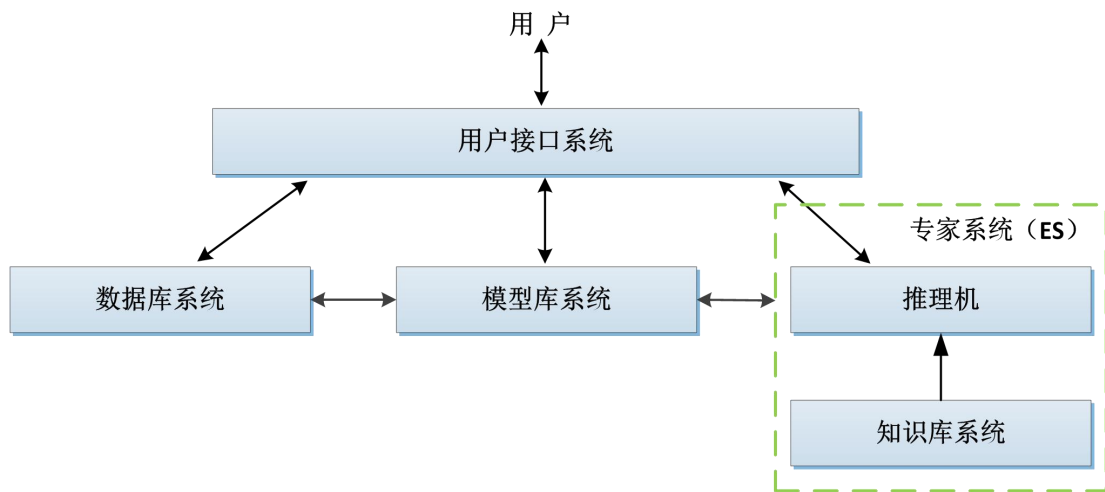 用 户
用户接口系统
专家系统（ES）
数据库系统
模型库系统
推理机
知识库系统